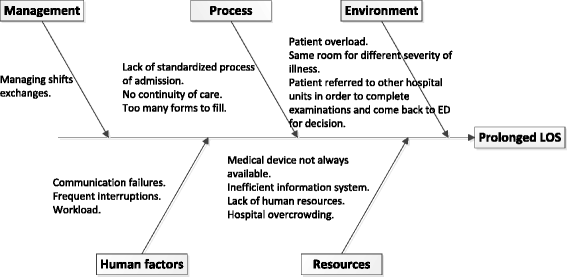 Management
Process
Environment
Managing shifts
exchanges.
Lack of standardized process
of admission.
No continuity of care.
Too many forms to fill.
Patient overload.
Same room for different severity of
illness.
Patient referred to other hospital
units in order to complete
examinations and come back to ED
for decision.
Prolonged LOS
Communication failures.
Frequent interruptions.
Workload.
Medical device not always
available.
Inefficient information system.
Lack of human resources.
Hospital overcrowding.
Human factors
Resources